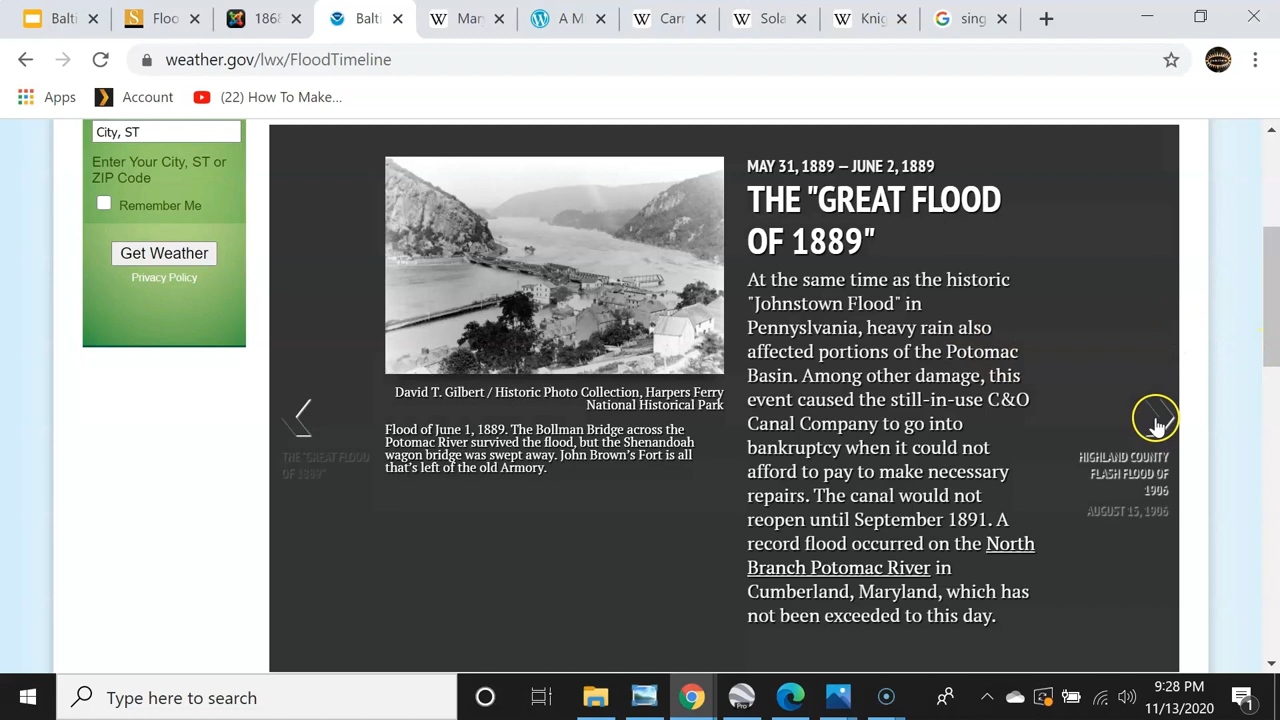 Balti
Floo
1868
Balti
Mary
A M
Carr
Sola
Knig
sing
weather.gov/lwx/FloodTimeline
Apps
Account
(22) How To Make...
City, ST
Enter Your City, ST or
ZIP Code
Remember Me
Get Weather
Privacy Policy
David T. Gilbert / Historic Photo Collection, Harpers Ferry
National Historical Park
Flood of June 1, 1889. The Bollman Bridge across the
Potomac River survived the flood, but the Shenandoah
wagon bridge was swept away. John Brown's Fort is all
that's left of the old Armory.
THE "GREAT FLOOD
OF 1889"
MAY 31, 1889 — JUNE 2, 1889
THE "GREAT FLOOD
OF 1889"
At the same time as the historic
"Johnstown Flood" in
Pennyslvania, heavy rain also
affected portions of the Potomac
Basin. Among other damage, this
event caused the still-in-use C&O
Canal Company to go into
bankruptcy when it could not
afford to pay to make necessary
repairs. The canal would not
reopen until September 1891. A
record flood occurred on the North
Branch Potomac River in
Cumberland, Maryland, which has
not been exceeded to this day.
HIGHLAND COUNTY
FLASH FLOOD OF
1906
AUGUST 15, 1906
Type here to search
9:28 PM
11/13/2020